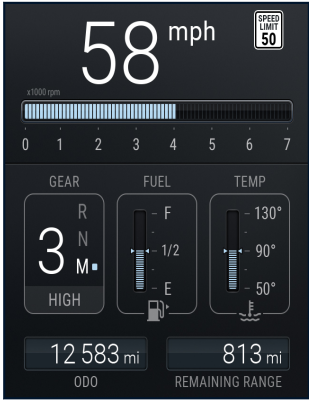 58 mph
SPEED
LIMIT
50
x1000 rpm
0 1 2 3 4 5 6 7
GEAR FUEL TEMP
3 R
N
M
HIGH
F
1/2
E
130°
90°
50°
12 583 mi 813 mi
ODO REMAINING RANGE